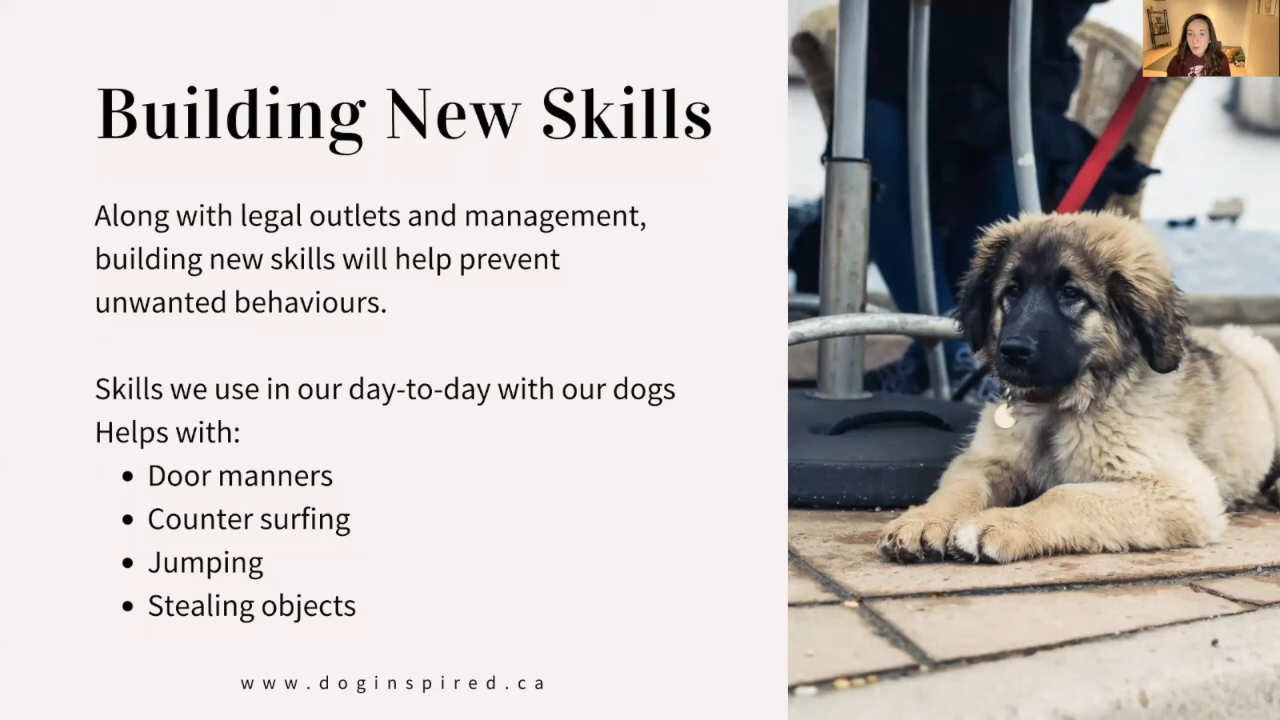 Building New Skills
Along with legal outlets and management,
building new skills will help prevent
unwanted behaviours.
Skills we use in our day-to-day with our dogs
Helps with:
• Door manners
• Counter surfing
• Jumping
• Stealing objects
www.doginspired.ca